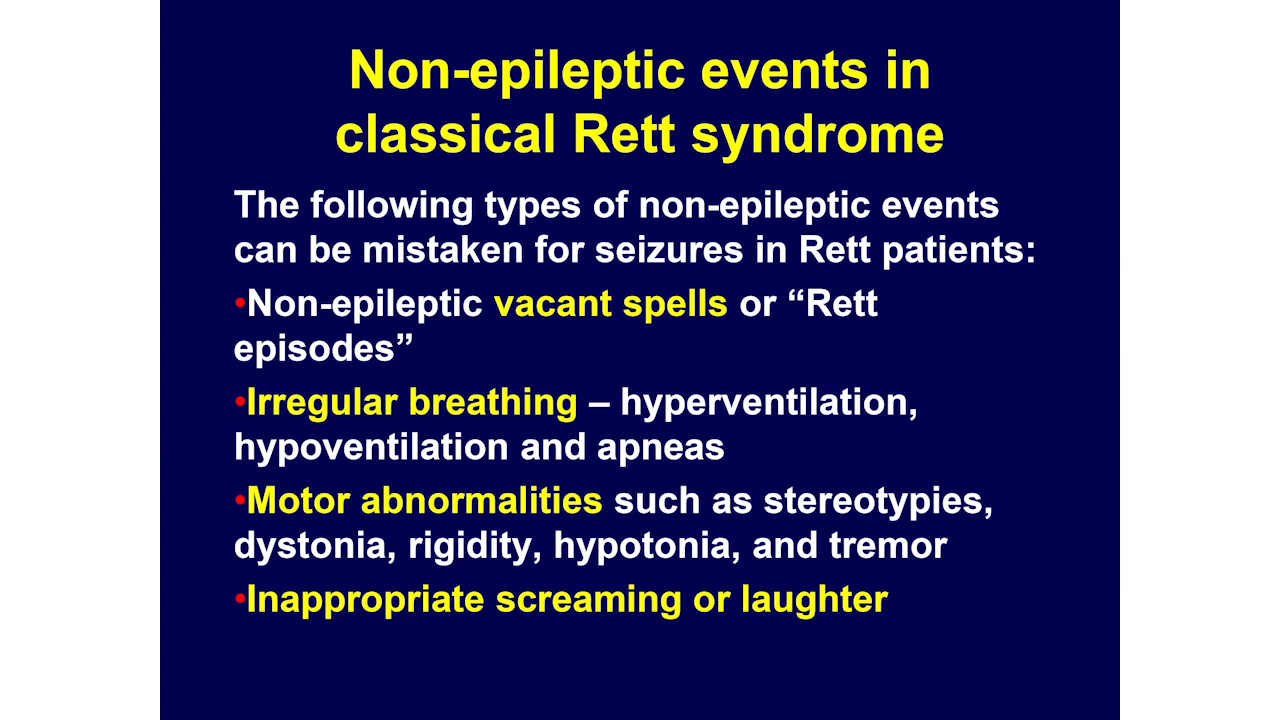 Non-epileptic events in
classical Rett syndrome
The following types of non-epileptic events
can be mistaken for seizures in Rett patients:
•Non-epileptic vacant spells or “Rett
episodes”
•Irregular breathing – hyperventilation,
hypoventilation and apneas
•Motor abnormalities such as stereotypies,
dystonia, rigidity, hypotonia, and tremor
•Inappropriate screaming or laughter